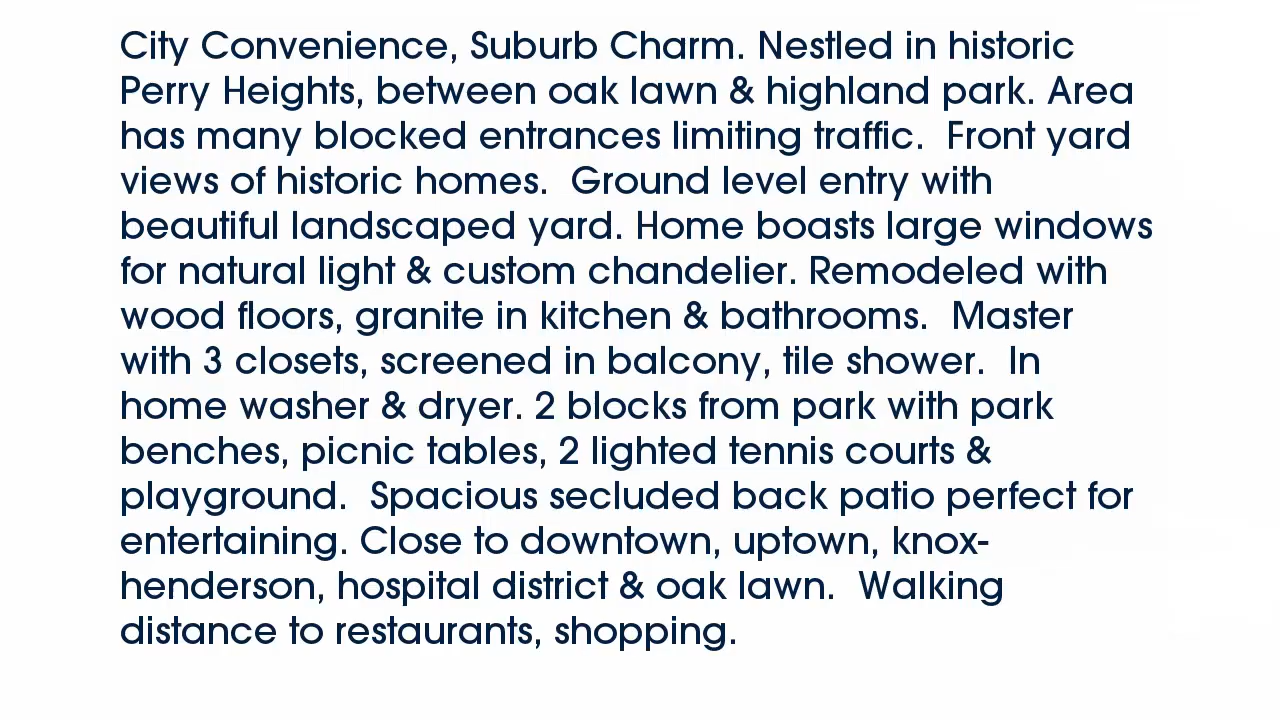 City Convenience, Suburb Charm. Nestled in historic
Perry Heights, between oak lawn & highland park. Area
has many blocked entrances limiting traffic.  Front yard
views of historic homes.  Ground level entry with
beautiful landscaped yard. Home boasts large windows
for natural light & custom chandelier. Remodeled with
wood floors, granite in kitchen & bathrooms.  Master
with 3 closets, screened in balcony, tile shower.  In
home washer & dryer. 2 blocks from park with park
benches, picnic tables, 2 lighted tennis courts &
playground.  Spacious secluded back patio perfect for
entertaining. Close to downtown, uptown, knox-
henderson, hospital district & oak lawn.  Walking
distance to restaurants, shopping.